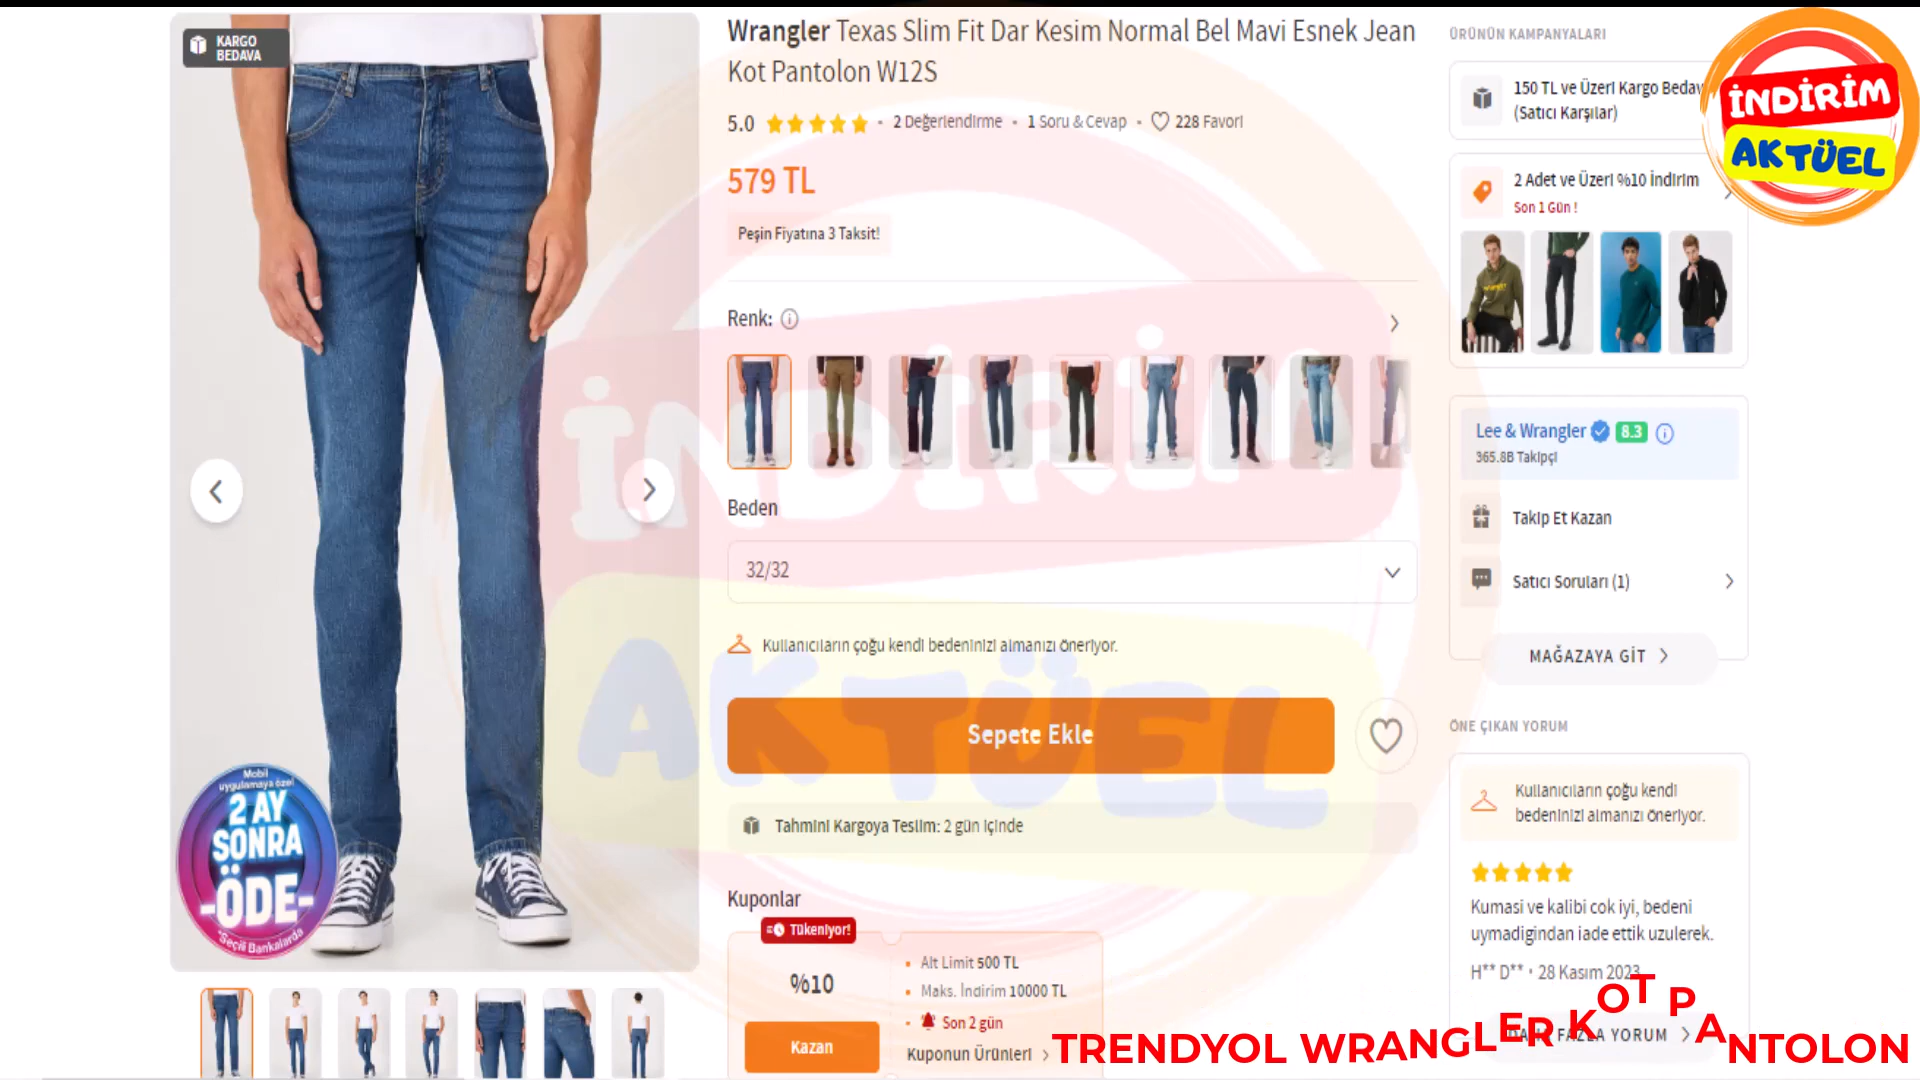 KARGO
BEDAVA
Mobil
uygulamaya özel
2 AY
SONRA
-ÖDE-
*Seçili Bankalarda
Wrangler Texas Slim Fit Dar Kesim Normal Bel Mavi Esnek Jean
Kot Pantolon W12S
5.0 • 2 Değerlendirme • 1 Soru & Cevap • 228 Favori
579 TL
Peşin Fiyatına 3 Taksit!
Renk:
Beden
32/32
Kullanıcıların çoğu kendi bedeninizi almanızı öneriyor.
Sepete Ekle
Tahmini Kargoya Teslim: 2 gün içinde
Kuponlar
Tükeniyor!
%10
Kazan
• Alt Limit 500 TL
• Maks. İndirim 10000 TL
• Son 2 gün
Kuponun Ürünleri
ÜRÜNÜN KAMPANYALARI
150 TL ve Üzeri Kargo Bedav
(Satıcı Karşılar)
2 Adet ve Üzeri %10 İndirim
Son 1 Gün !
Lee & Wrangler 8.3
365.8B Takipçi
Takip Et Kazan
Satıcı Soruları (1)
MAĞAZAYA GİT
ÖNE ÇIKAN YORUM
Kullanıcıların çoğu kendi
bedeninizi almanızı öneriyor.
Kumasi ve kalibi cok iyi, bedeni
uymadigindan iade ettik uzulerek.
H** D** • 28 Kasım 2023
DAHA FAZLA YORUM
İNDİRİM
AKTÜEL
İNDİRİM
AKTÜEL
TRENDYOL WRANGLER KOT PANTOLON